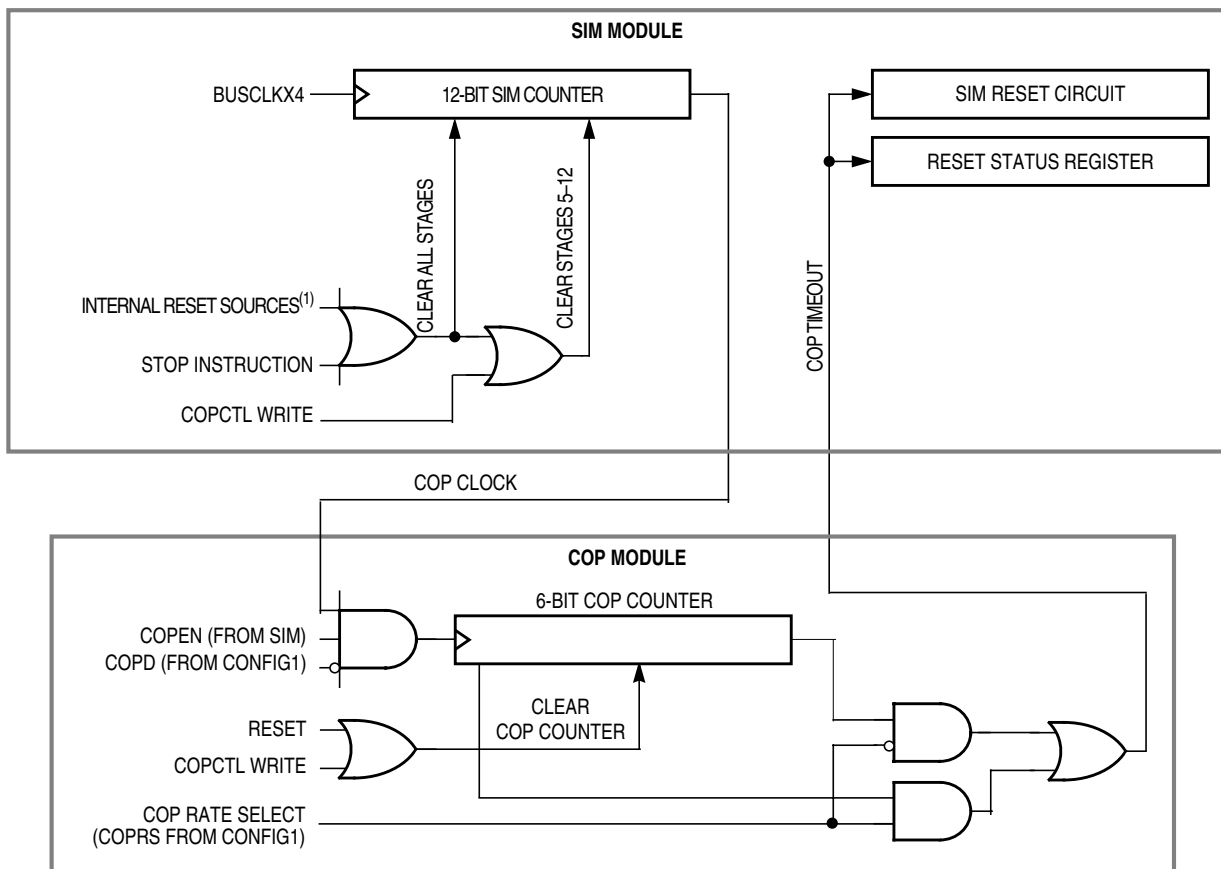 SIM MODULE
BUSCLKX4
12-BIT SIM COUNTER
SIM RESET CIRCUIT
RESET STATUS REGISTER
CLEAR ALL STAGES
CLEAR STAGES 5–12
INTERNAL RESET SOURCES(1)
STOP INSTRUCTION
COPCTL WRITE
COP TIMEOUT
COP CLOCK
COP MODULE
6-BIT COP COUNTER
COPEN (FROM SIM)
COPD (FROM CONFIG1)
CLEAR
COP COUNTER
RESET
COPCTL WRITE
COP RATE SELECT
(COPRS FROM CONFIG1)